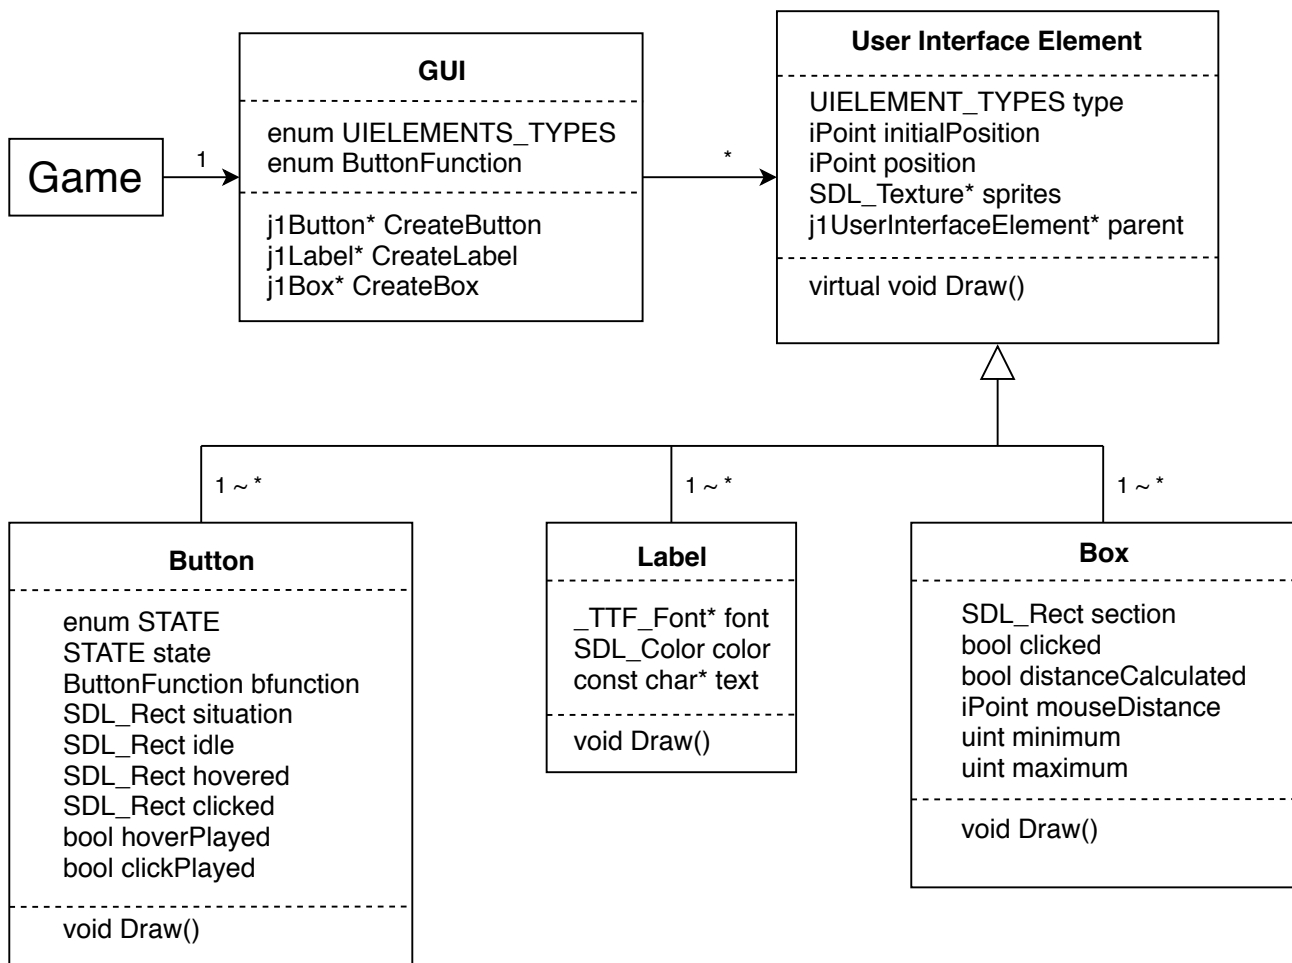 Game
1
GUI
enum UIELEMENTS_TYPES
enum ButtonFunction
j1Button* CreateButton
j1Label* CreateLabel
j1Box* CreateBox
*
User Interface Element
UIELEMENT_TYPES type
iPoint initialPosition
iPoint position
SDL_Texture* sprites
j1UserInterfaceElement* parent
virtual void Draw()
1 ~ *
1 ~ *
1 ~ *
Button
enum STATE
STATE state
ButtonFunction bfunction
SDL_Rect situation
SDL_Rect idle
SDL_Rect hovered
SDL_Rect clicked
bool hoverPlayed
bool clickPlayed
void Draw()
Label
_TTF_Font* font
SDL_Color color
const char* text
void Draw()
Box
SDL_Rect section
bool clicked
bool distanceCalculated
iPoint mouseDistance
uint minimum
uint maximum
void Draw()